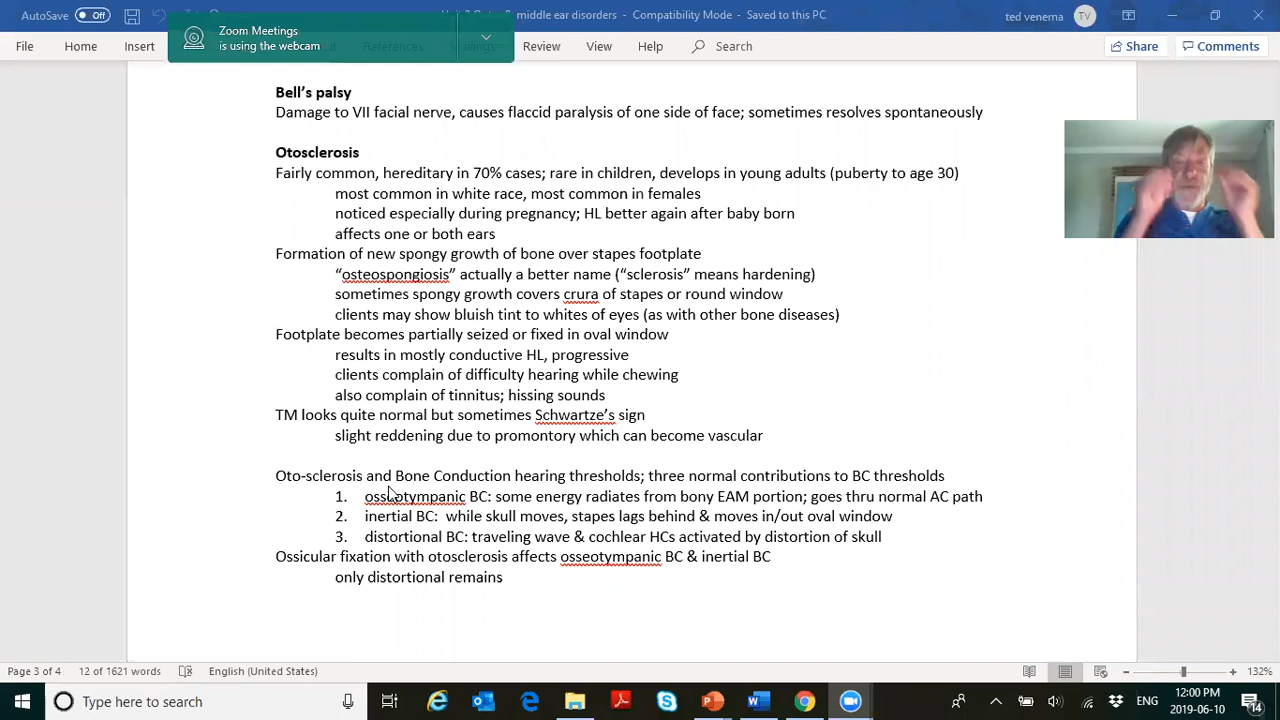 AutoSave Off
middle ear disorders - Compatibility Mode - Saved to this PC
ted venema TV
Zoom Meetings
is using the webcam
File Home Insert Review View Help Search Share Comments
Bell's palsy
Damage to VII facial nerve, causes flaccid paralysis of one side of face; sometimes resolves spontaneously
Otosclerosis
Fairly common, hereditary in 70% cases; rare in children, develops in young adults (puberty to age 30)
most common in white race, most common in females
noticed especially during pregnancy; HL better again after baby born
affects one or both ears
Formation of new spongy growth of bone over stapes footplate
“osteospongiosis” actually a better name (“sclerosis” means hardening)
sometimes spongy growth covers crura of stapes or round window
clients may show bluish tint to whites of eyes (as with other bone diseases)
Footplate becomes partially seized or fixed in oval window
results in mostly conductive HL, progressive
clients complain of difficulty hearing while chewing
also complain of tinnitus; hissing sounds
TM looks quite normal but sometimes Schwartze's sign
slight reddening due to promontory which can become vascular
Oto-sclerosis and Bone Conduction hearing thresholds; three normal contributions to BC thresholds
1. osseotympanic BC: some energy radiates from bony EAM portion; goes thru normal AC path
2. inertial BC: while skull moves, stapes lags behind & moves in/out oval window
3. distortional BC: traveling wave & cochlear HCs activated by distortion of skull
Ossicular fixation with otosclerosis affects osseotympanic BC & inertial BC
only distortional remains
Page 3 of 4 12 of 1621 words English (United States) 132%
Type here to search
ENG
12:00 PM
2019-06-10
14